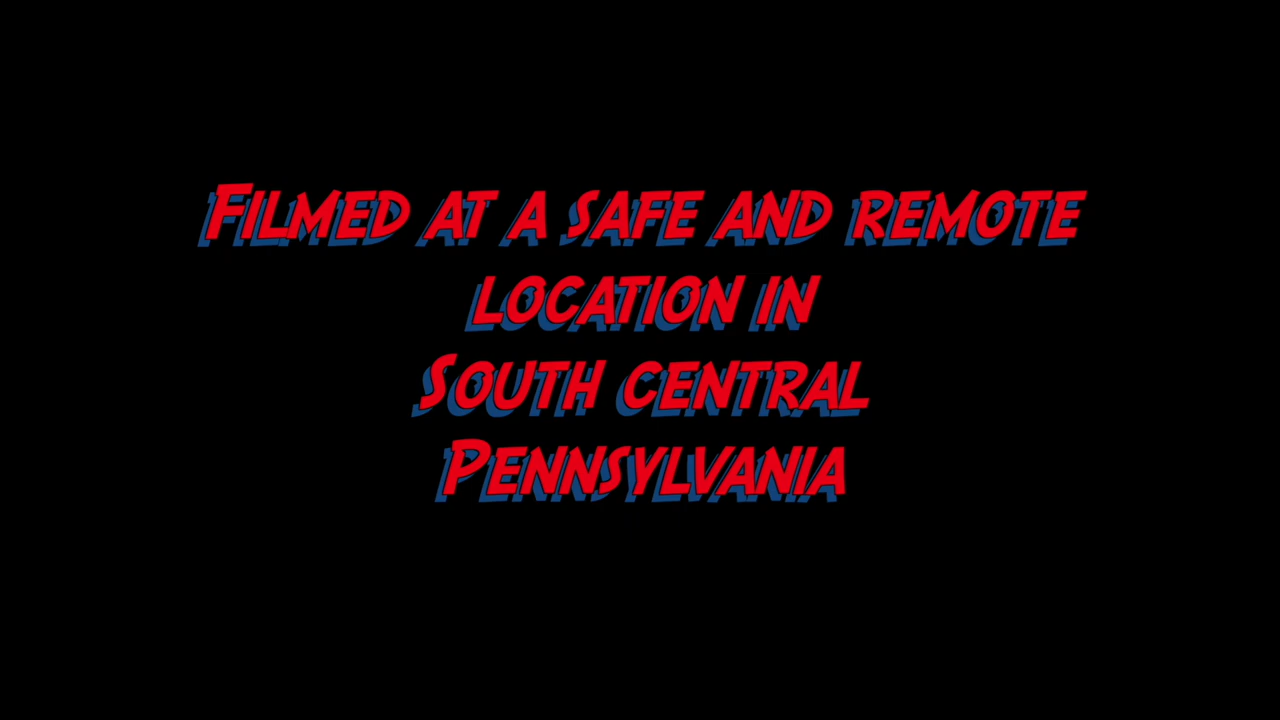 Filmed at a safe and remote
location in
South central
Pennsylvania